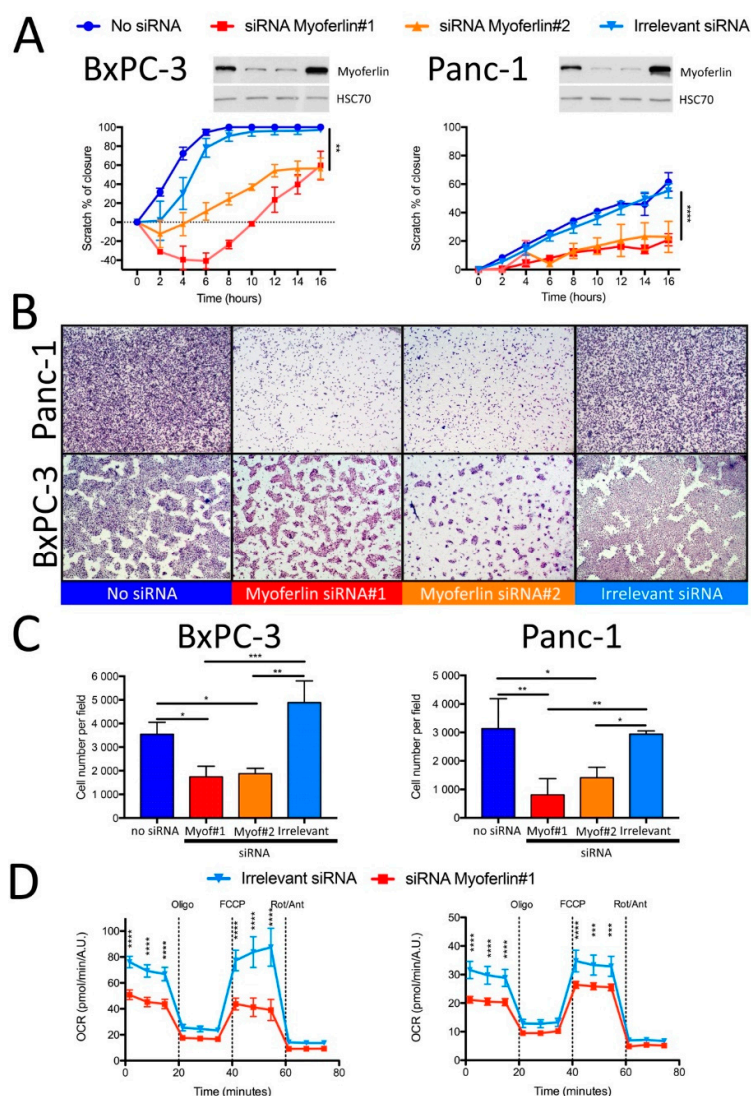 A
No siRNA
siRNA Myoferlin#1
siRNA Myoferlin#2
Irrelevant siRNA
BxPC-3
Myoferlin
HSC70
Scratch % of closure
100
80
60
40
20
0
-20
-40
0 2 4 6 8 10 12 14 16
Time (hours)
**
Panc-1
Myoferlin
HSC70
Scratch % of closure
100
80
60
40
20
0
0 2 4 6 8 10 12 14 16
Time (hours)
****
B
Panc-1
BxPC-3
No siRNA
Myoferlin siRNA#1
Myoferlin siRNA#2
Irrelevant siRNA
C
BxPC-3
Cell number per field
6 000
5 000
4 000
3 000
2 000
1 000
0
***
**
*
*
no siRNA Myof#1 Myof#2 Irrelevant
siRNA
Panc-1
Cell number per field
5 000
4 000
3 000
2 000
1 000
0
*
**
**
*
no siRNA Myof#1 Myof#2 Irrelevant
siRNA
D
Irrelevant siRNA
siRNA Myoferlin#1
Oligo FCCP Rot/Ant
OCR (pmol/min/A.U.)
100
80
60
40
20
0
**** **** **** **** **** ****
0 20 40 60 80
Time (minutes)
Oligo FCCP Rot/Ant
OCR (pmol/min/A.U.)
50
40
30
20
10
0
**** **** **** **** *** ***
0 20 40 60 80
Time (minutes)